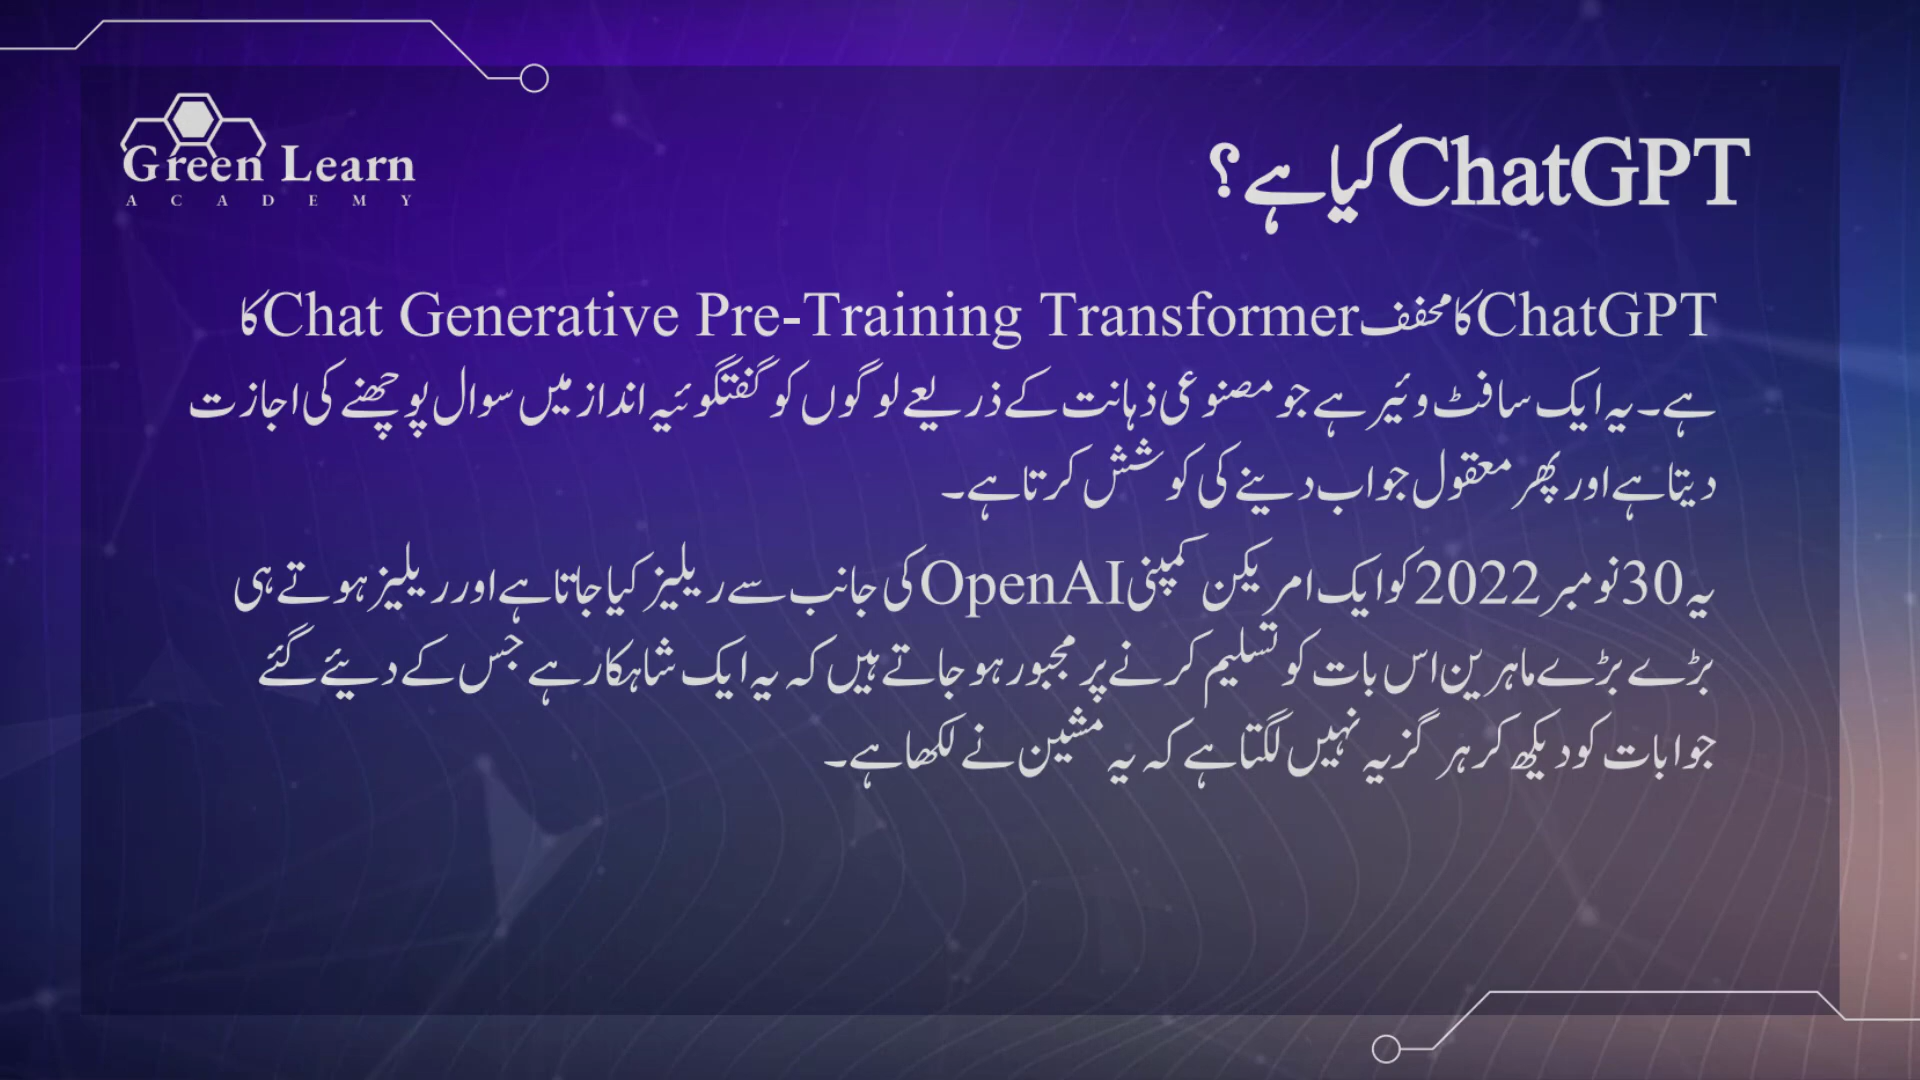 Green Learn
ACADEMY
ChatGPT کیا ہے؟
ChatGPT کا مخفف Chat Generative Pre-Training Transformer کا
ہے۔ یہ ایک سافٹ وئیر ہے جو مصنوعی ذہانت کے ذریعے لوگوں کو گفتگوئیہ انداز میں سوال پوچھنے کی اجازت
دیتا ہے اور پھر معقول جواب دینے کی کوشش کرتا ہے۔
یہ 30 نومبر 2022 کو ایک امریکن کمپنی OpenAI کی جانب سے ریلیز کیا جاتا ہے اور ریلیز ہوتے ہی
بڑے بڑے ماہرین اس بات کو تسلیم کرنے پر مجبور ہو جاتے ہیں کہ یہ ایک شاہکار ہے جس کے دیئے گئے
جوابات کو دیکھ کر ہر گز یہ نہیں لگتا ہے کہ یہ مشین نے لکھا ہے۔